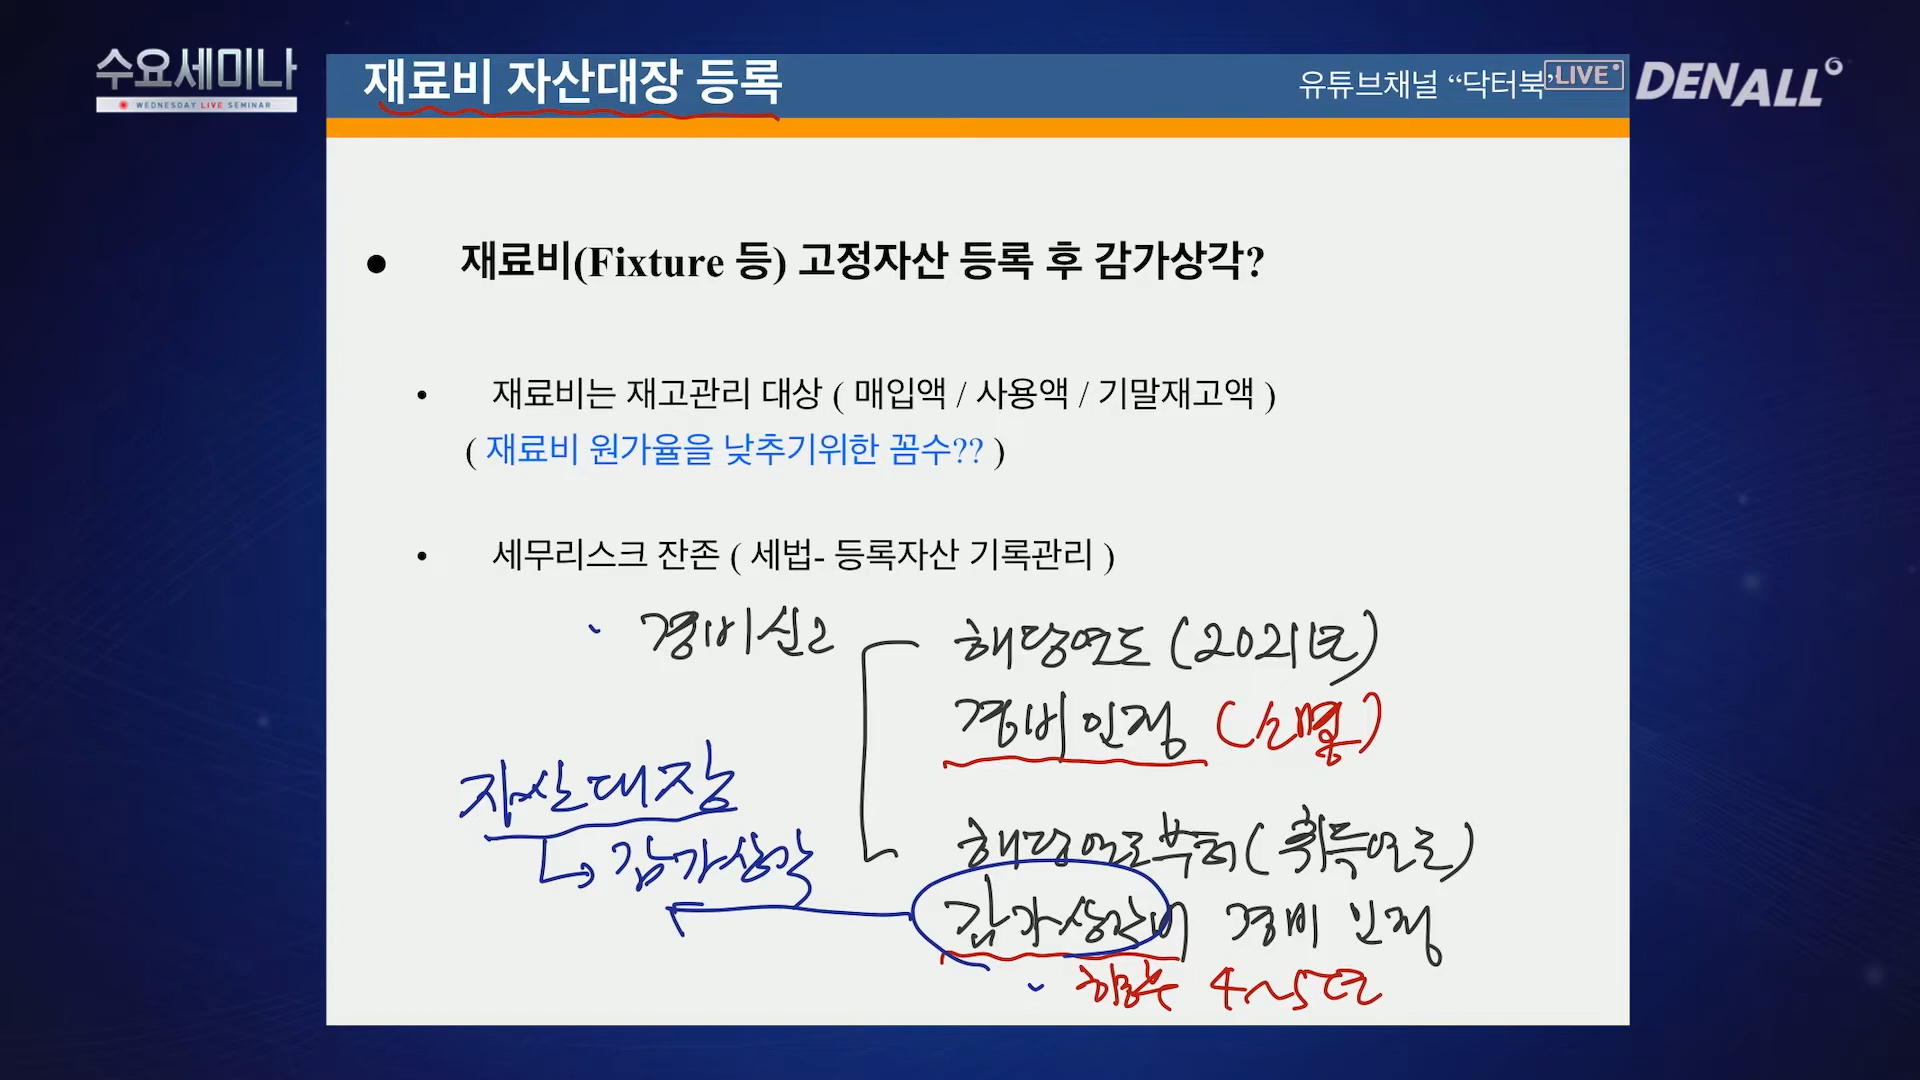 수요세미나
WEDNESDAY LIVE SEMINAR
재료비 자산대장 등록
유튜브채널 “닥터북”
LIVE
DENALL
● 재료비(Fixture 등) 고정자산 등록 후 감가상각?
• 재료비는 재고관리 대상 ( 매입액 / 사용액 / 기말재고액 )
( 재료비 원가율을 낮추기위한 꼼수?? )
• 세무리스크 잔존 ( 세법- 등록자산 기록관리 )
경비신고
해당연도 (2021년)
경비인정 (소멸)
자산대장
해당연도부터 (취득연도)
감가상각
감가상각비 경비 인정
4~5년